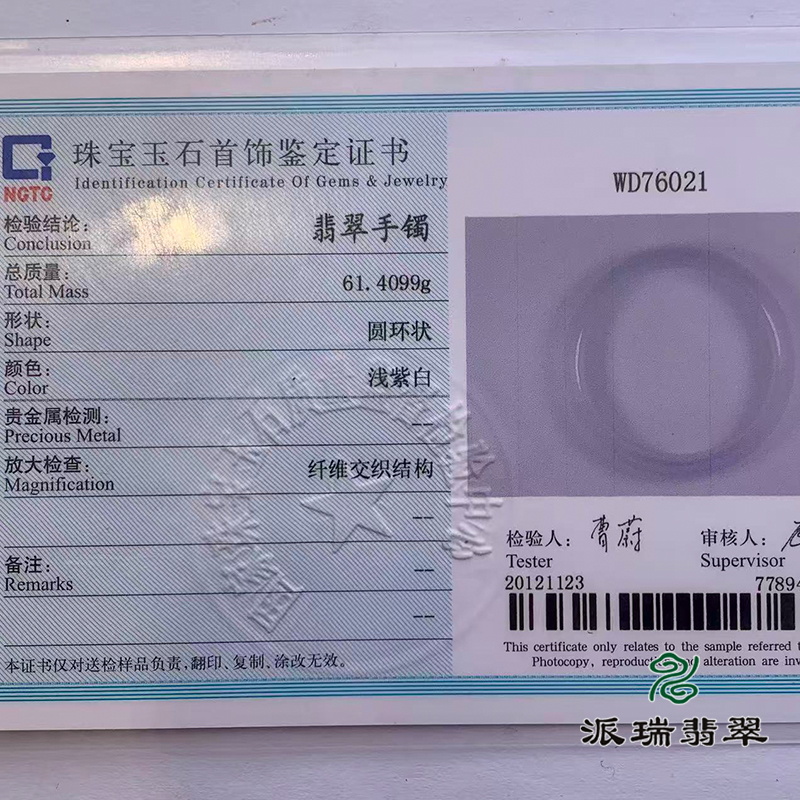 珠宝玉石首饰鉴定证书
Identification Certificate Of Gems & Jewelry
NGTC
检验结论：
Conclusion
翡翠手镯
总质量：
Total Mass
61.4099g
形状：
Shape
圆环状
颜色：
Color
浅紫白
贵金属检测：
Precious Metal
--
放大检查：
Magnification
纤维交织结构
--
备注：
Remarks
--
--
本证书仅对送检样品负责,翻印、复制、涂改无效。
WD76021
检验人：
曹蔚
Tester
审核人：
Supervisor
20121123
77894
This certificate only relates to the sample referred
Photocopy, reproduc alteration are inv
派瑞翡翠